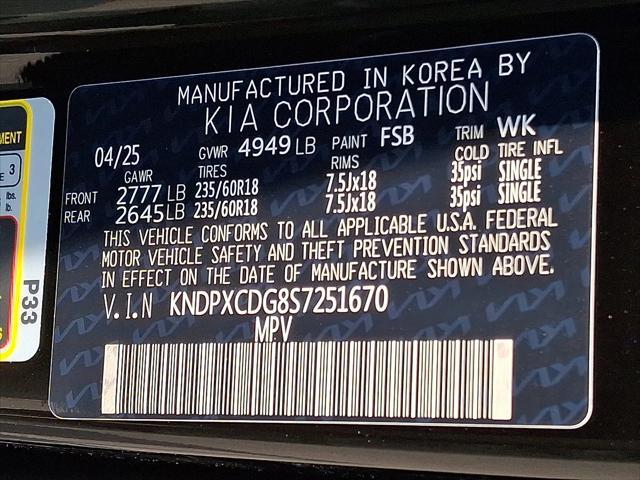 MANUFACTURED IN KOREA BY
KIA CORPORATION
04/25 GVWR 4949 LB PAINT FSB TRIM WK
GAWR TIRES RIMS COLD TIRE INFL
FRONT 2777 LB 235/60R18 7.5Jx18 35psi SINGLE
REAR 2645 LB 235/60R18 7.5Jx18 35psi SINGLE
THIS VEHICLE CONFORMS TO ALL APPLICABLE U.S.A. FEDERAL
MOTOR VEHICLE SAFETY AND THEFT PREVENTION STANDARDS
IN EFFECT ON THE DATE OF MANUFACTURE SHOWN ABOVE.
V.I.N KNDPXCDG8S7251670
MPV
3
lbs.
lb.
P33